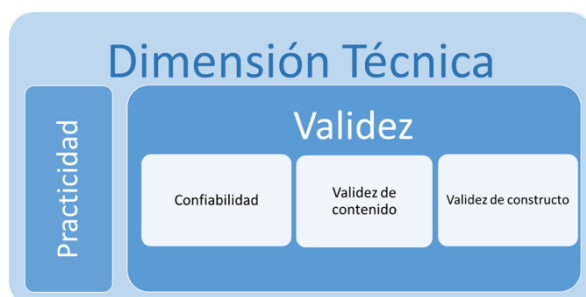 Dimensión Técnica
Practicidad
Validez
Confiabilidad
Validez de
contenido
Validez de constructo